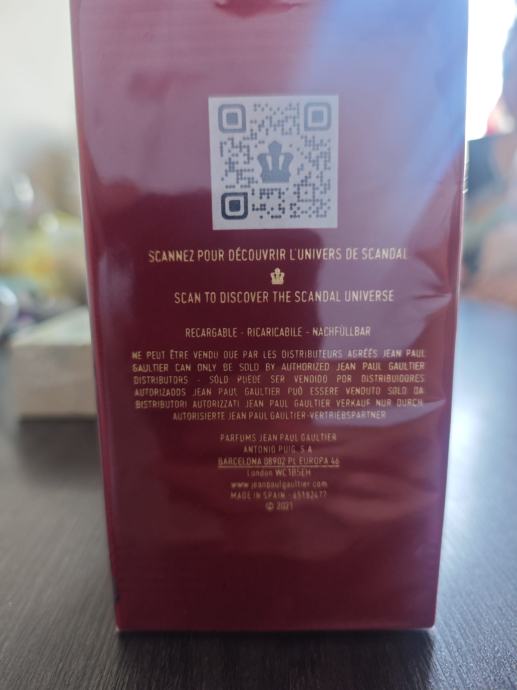 SCANNEZ POUR DÉCOUVRIR L'UNIVERS DE SCANDAL
SCAN TO DISCOVER THE SCANDAL UNIVERSE
RECARGABLE - RICARICABILE - NACHFÜLLBAR
NE PEUT ÊTRE VENDU QUE PAR LES DISTRIBUTEURS AGRÉÉS JEAN PAUL
GAULTIER CAN ONLY BE SOLD BY AUTHORIZED JEAN PAUL GAULTIER
DISTRIBUTORS - SÓLO PUEDE SER VENDIDO POR DISTRIBUIDORES
AUTORIZADOS JEAN PAUL GAULTIER PUÒ ESSERE VENDUTO SOLO DA
DISTRIBUTORI AUTORIZZATI JEAN PAUL GAULTIER VERKAUF NUR DURCH
AUTORISIERTE JEAN PAUL GAULTIER-VERTRIEBSPARTNER
PARFUMS JEAN PAUL GAULTIER
ANTONIO PUIG, S.A
BARCELONA 08902 PL EUROPA 46
London WC1B5EH
www.jeanpaulgaultier.com
MADE IN SPAIN - 65182477
© 2021